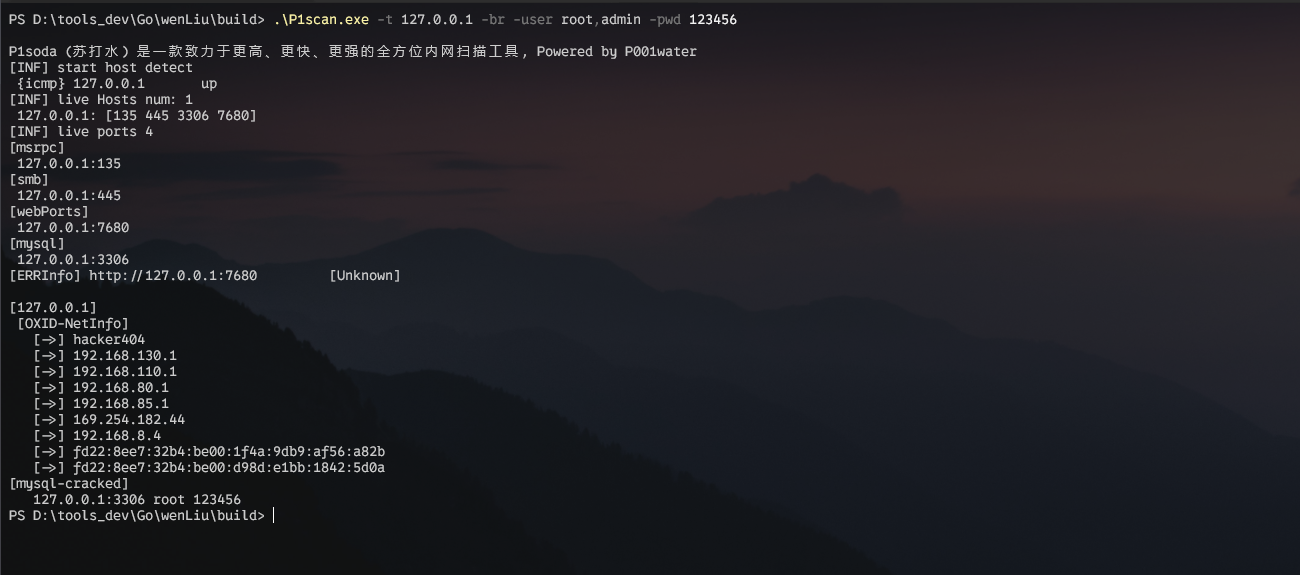 PS D:\tools_dev\Go\wenLiu\build> .\P1scan.exe -t 127.0.0.1 -br -user root,admin -pwd 123456
P1soda (苏打水) 是一款致力于更高、更快、更强的全方位内网扫描工具, Powered by P001water
[INF] start host detect
{icmp} 127.0.0.1 up
[INF] live Hosts num: 1
127.0.0.1: [135 445 3306 7680]
[INF] live ports 4
[msrpc]
127.0.0.1:135
[smb]
127.0.0.1:445
[webPorts]
127.0.0.1:7680
[mysql]
127.0.0.1:3306
[ERRInfo] http://127.0.0.1:7680 [Unknown]
[127.0.0.1]
[OXID-NetInfo]
[->] hacker404
[->] 192.168.130.1
[->] 192.168.110.1
[->] 192.168.80.1
[->] 192.168.85.1
[->] 169.254.182.44
[->] 192.168.8.4
[->] fd22:8ee7:32b4:be00:1f4a:9db9:af56:a82b
[->] fd22:8ee7:32b4:be00:d98d:e1bb:1842:5d0a
[mysql-cracked]
127.0.0.1:3306 root 123456
PS D:\tools_dev\Go\wenLiu\build>